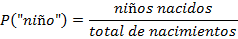 P("niño") = niños nacidos / total de nacimientos